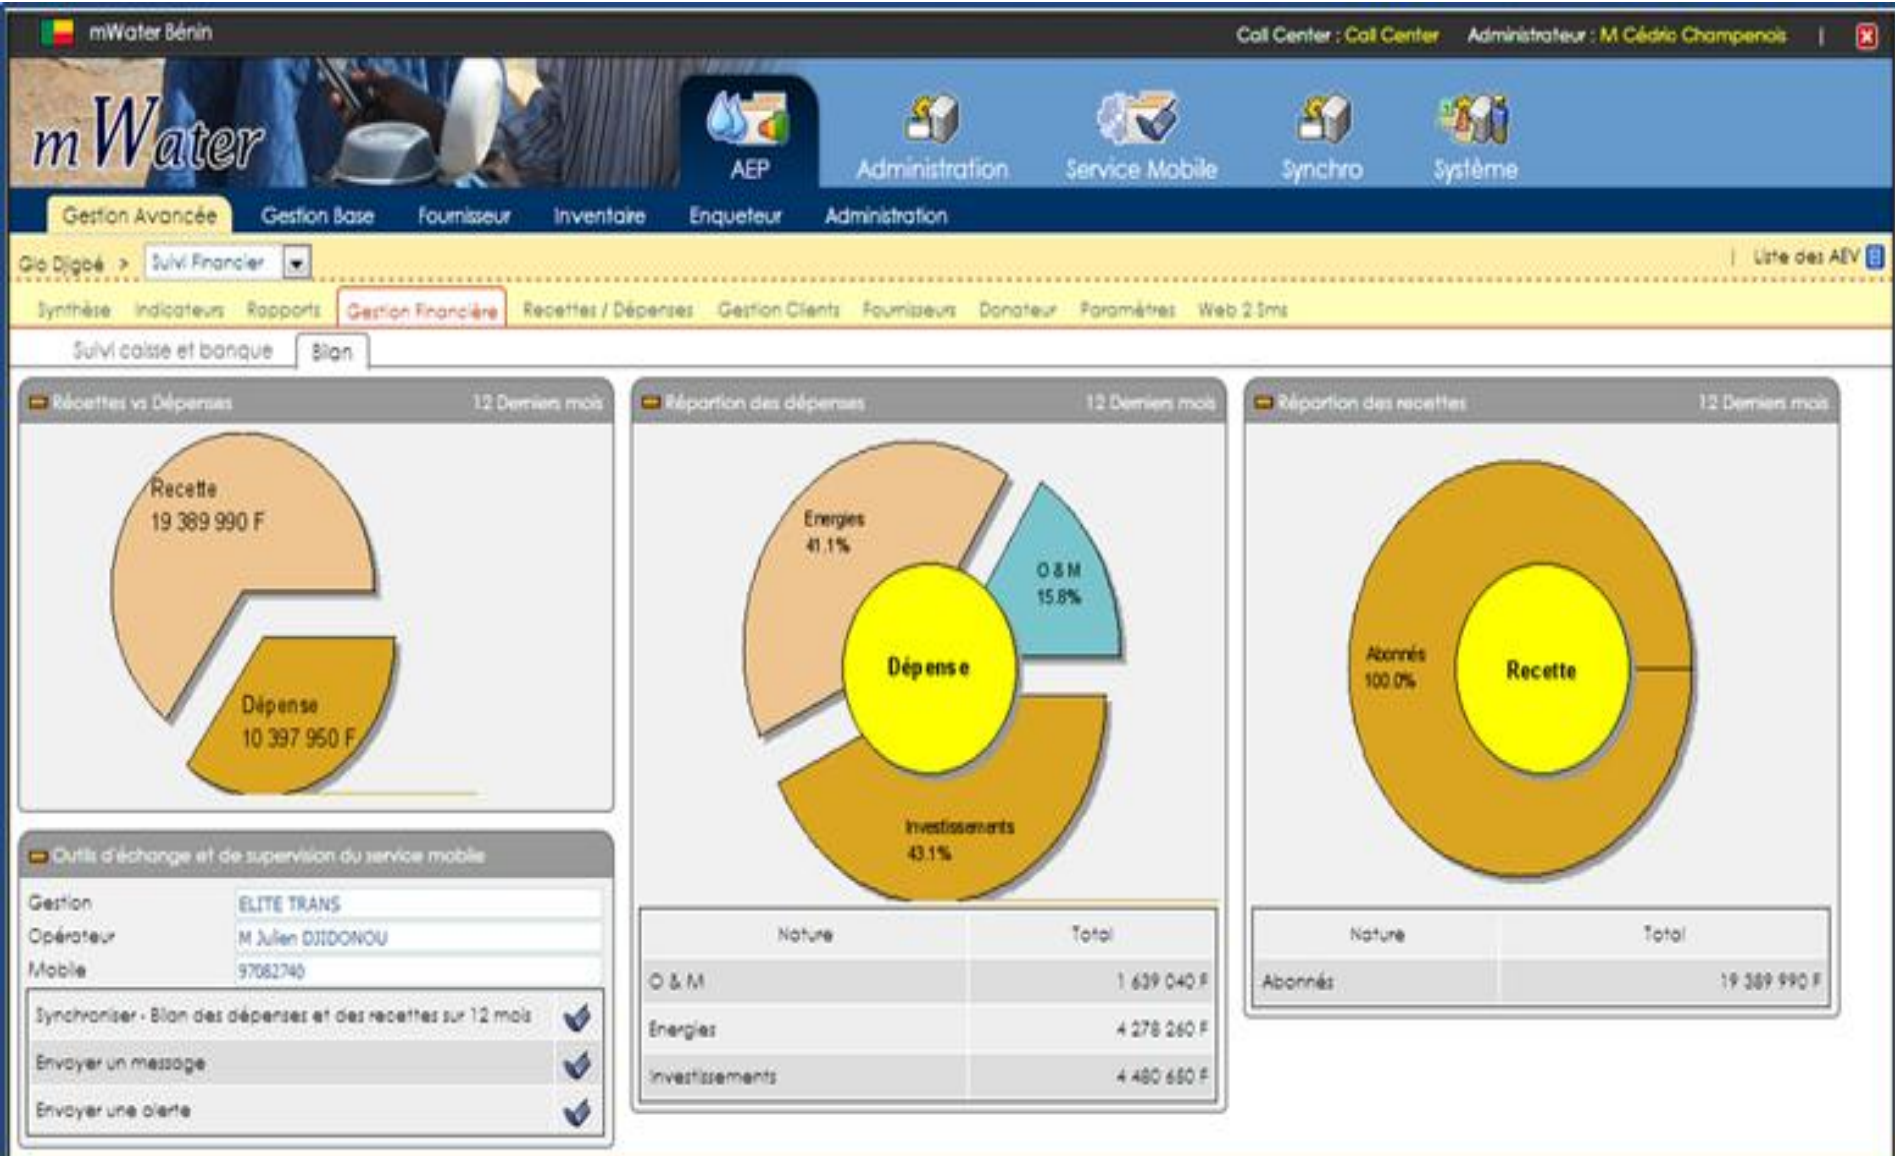 mWater Bénin
Call Center : Call Center Administrateur : M Cédric Champenois |
mWater
AEP Administration Service Mobile Synchro Système
Gestion Avancée Gestion Base Fournisseur Inventaire Enqueteur Administration
Glo Djigbé > Suivi Financier | Liste des AEV
Synthèse Indicateurs Rapports Gestion Financière Recettes / Dépenses Gestion Clients Fournisseurs Donateur Paramètres Web 2 Sms
Suivi caisse et banque Bilan
Récettes vs Dépenses 12 Derniers mois
Recette
19 389 990 F
Dépense
10 397 950 F
Outils d'échange et de supervision du service mobile
Gestion ELITE TRANS
Opérateur M Julien DJIDONOU
Mobile 97082740
Synchroniser - Bilan des dépenses et des recettes sur 12 mois
Envoyer un message
Envoyer une alerte
Répartion des dépenses 12 Derniers mois
Energies
41.1%
O & M
15.8%
Dépense
Investissements
43.1%
Nature Total
O & M 1 639 040 F
Energies 4 278 260 F
Investissements 4 480 650 F
Répartion des recettes 12 Derniers mois
Abonnés
100.0%
Recette
Nature Total
Abonnés 19 389 990 F